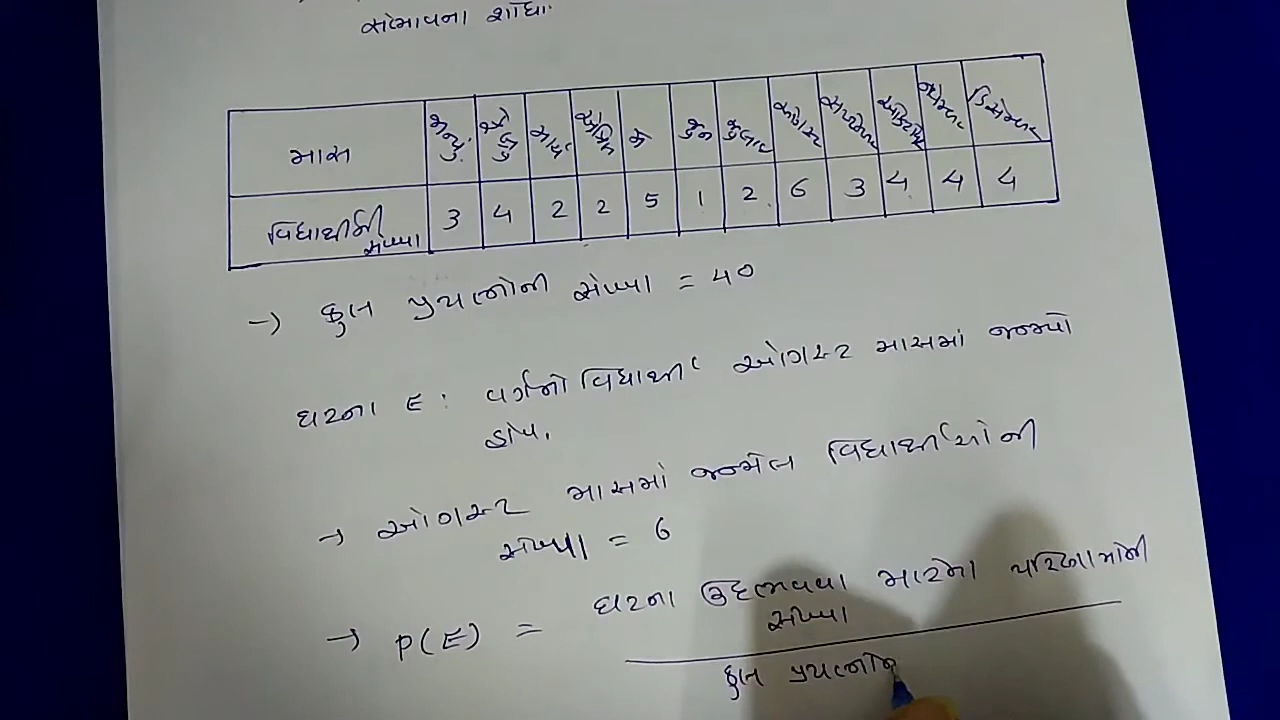 સંભાવના શોધો.
માસ જાન્યુ. ફેબ્રુ માર્ચ એપ્રિલ મે જુન જુલાઈ ઓગસ્ટ સપ્ટેમ્બર ઓક્ટોબર નવેમ્બર ડિસેમ્બર
વિદ્યાર્થીની સંખ્યા 3 4 2 2 5 1 2 6 3 4 4 4
→ કુલ પ્રયત્નોની સંખ્યા = 40
ઘટના E : વર્ગનો વિદ્યાર્થી ઓગસ્ટ માસમાં જન્મ્યો
હોય.
→ ઓગસ્ટ માસમાં જન્મેલ વિદ્યાર્થીઓની
સંખ્યા = 6
→ P(E) = ઘટના ઉદ્દભવવા માટેના પરિણામોની
સંખ્યા
કુલ પ્રયત્નોન